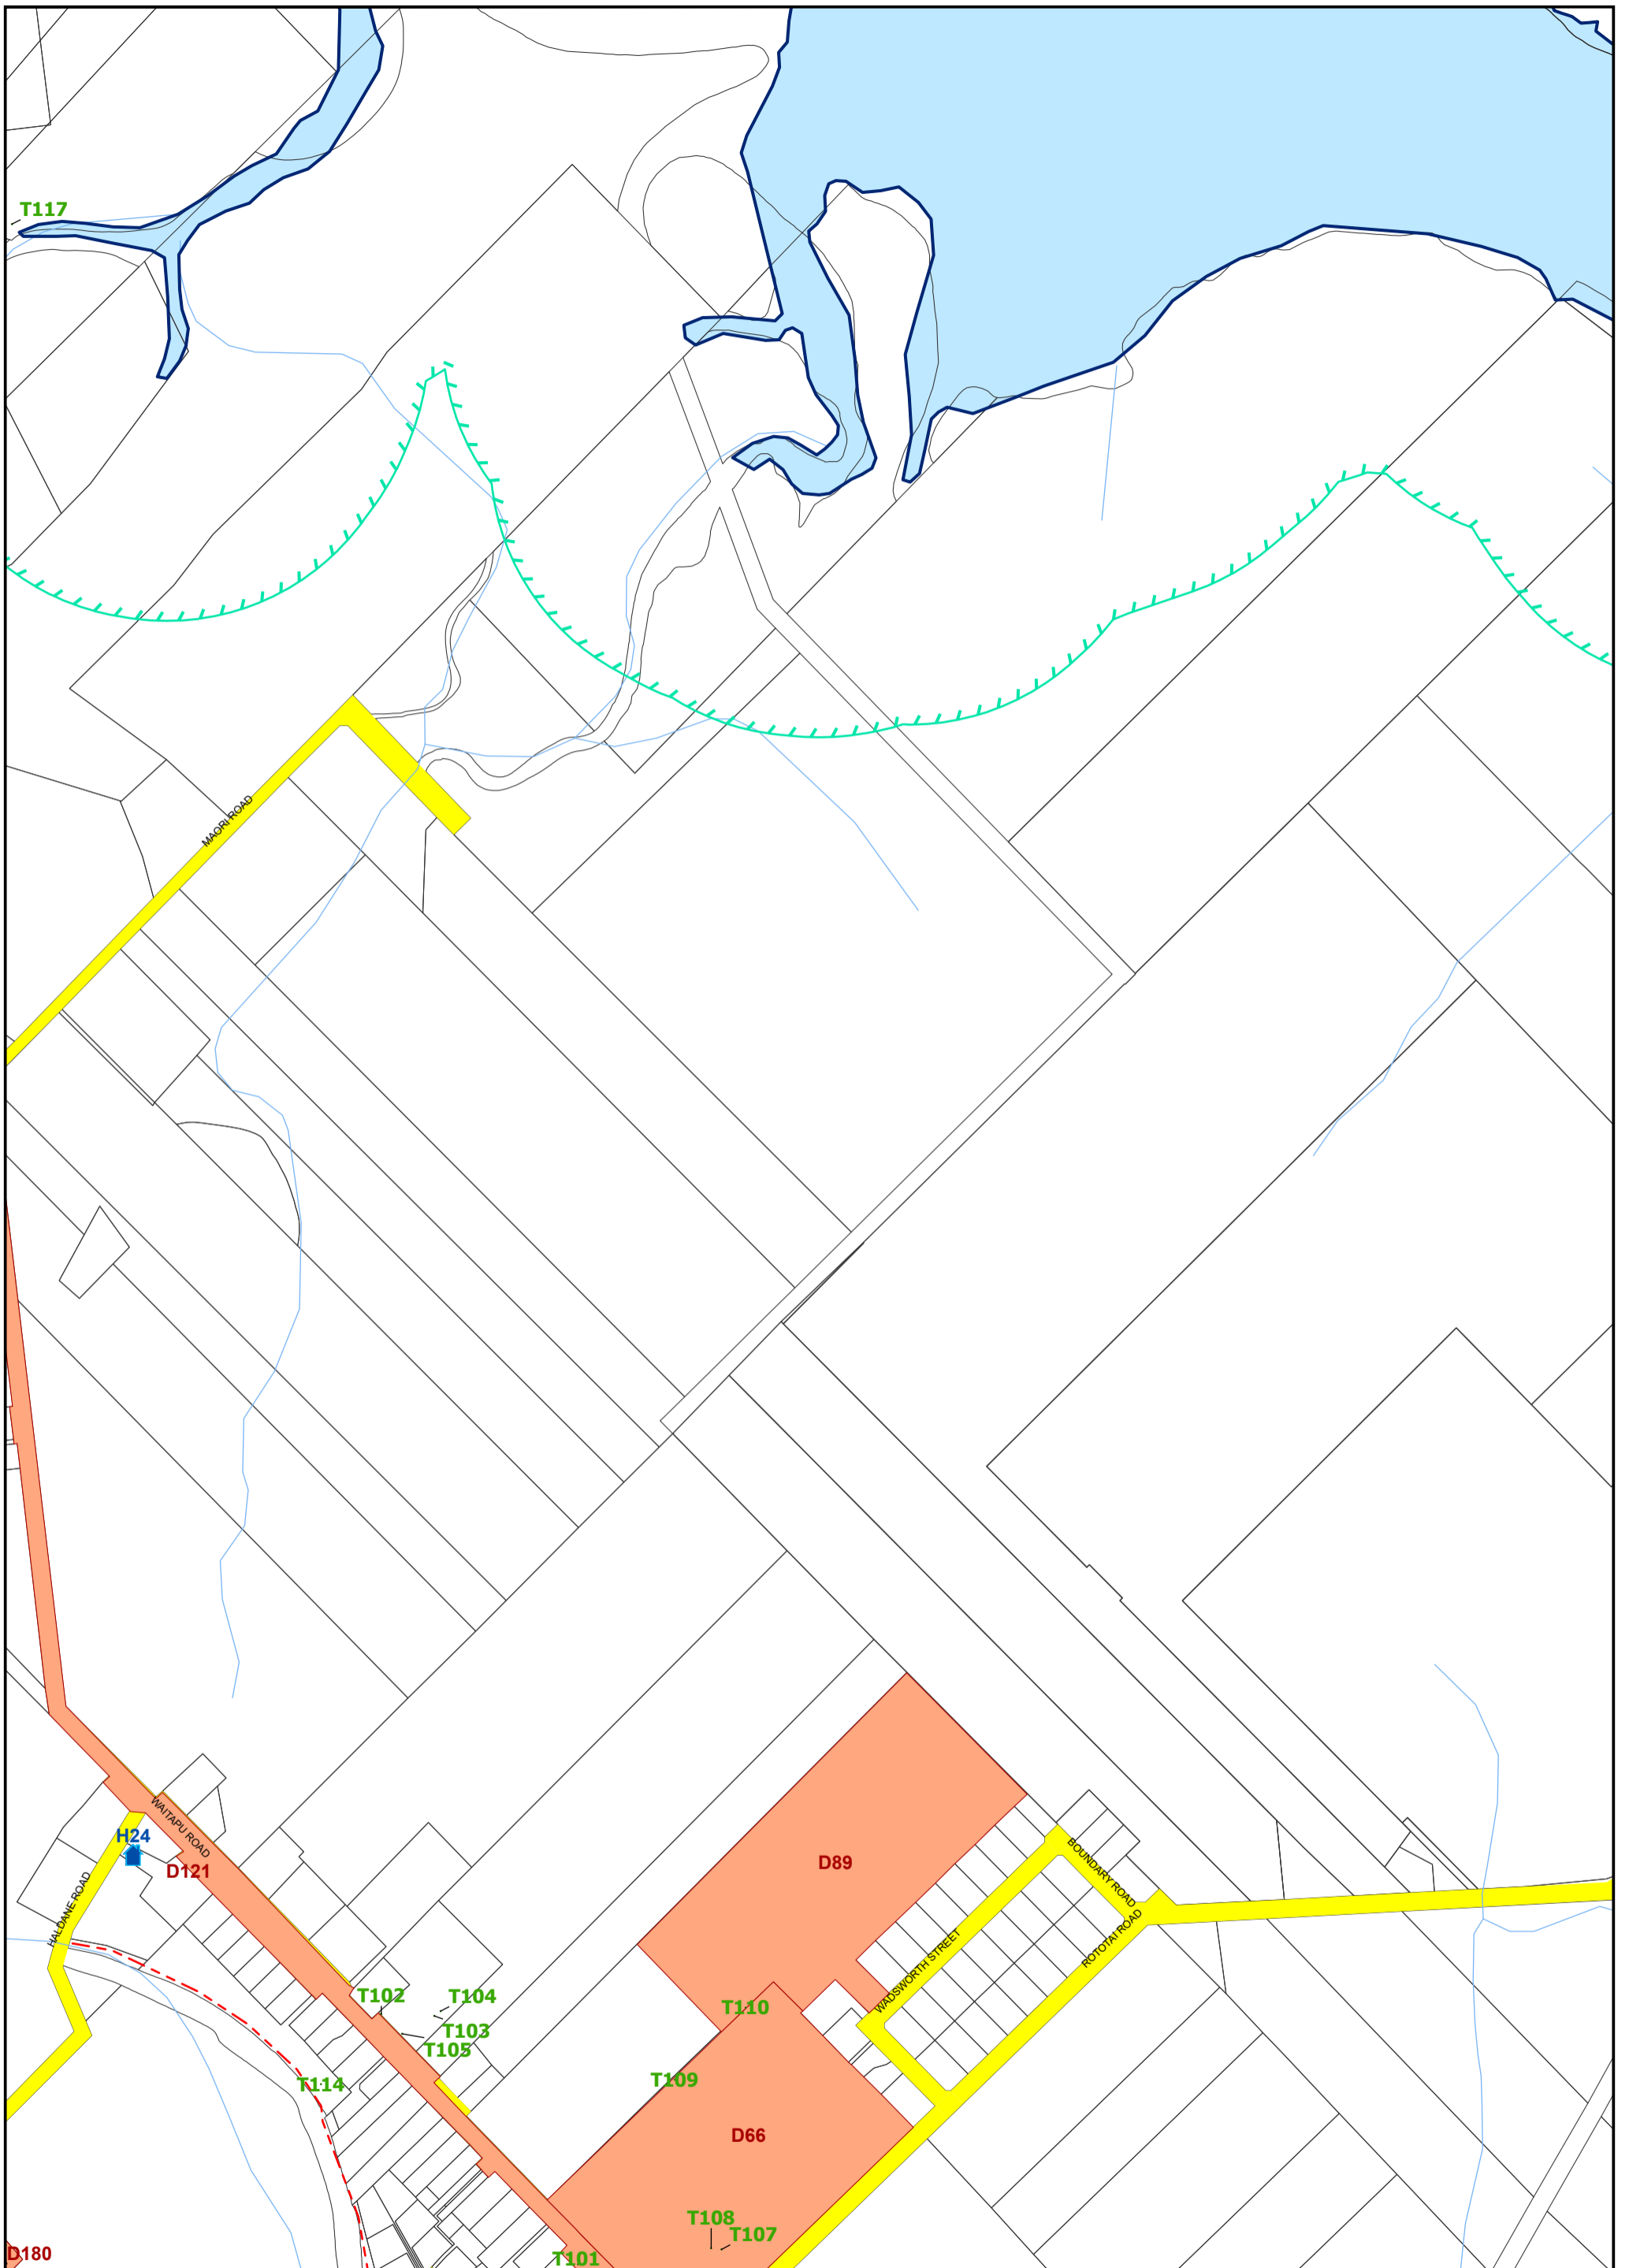 T117
MAORI ROAD
WAITAPU ROAD
H24
D121
HALDANE ROAD
D89
BOUNDARY ROAD
ROTOTAI ROAD
WADSWORTH STREET
T102
T104
T110
T103
T105
T114
T109
D66
T108
T107
D180
T101